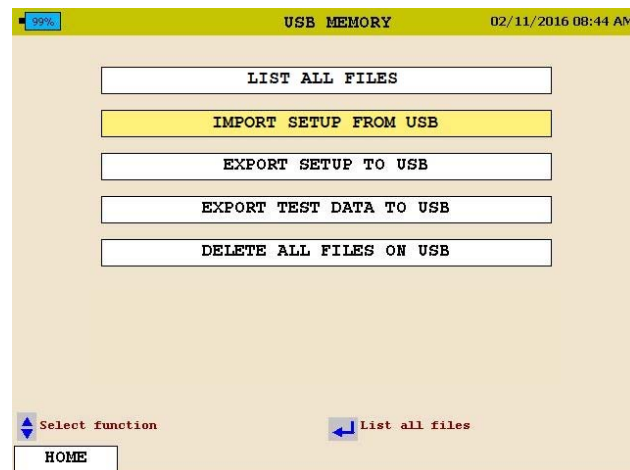 99% USB MEMORY 02/11/2016 08:44 AM
LIST ALL FILES
IMPORT SETUP FROM USB
EXPORT SETUP TO USB
EXPORT TEST DATA TO USB
DELETE ALL FILES ON USB
Select function List all files
HOME